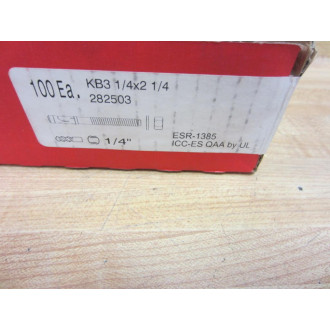 100 Ea.
KB3 1/4x2 1/4
282503
1/4"
ESR-1385
ICC-ES QAA by UL